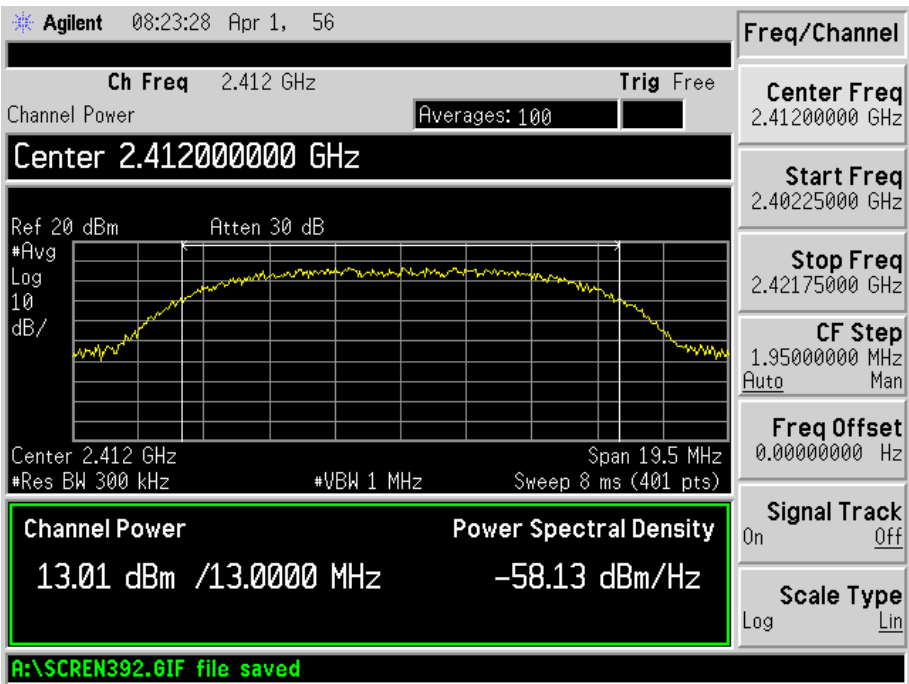 Agilent 08:23:28 Apr 1, 56
Ch Freq 2.412 GHz Trig Free
Channel Power Averages: 100
Center 2.412000000 GHz
Ref 20 dBm Atten 30 dB
#Avg
Log
10
dB/
Center 2.412 GHz Span 19.5 MHz
#Res BW 300 kHz #VBW 1 MHz Sweep 8 ms (401 pts)
Channel Power Power Spectral Density
13.01 dBm /13.0000 MHz -58.13 dBm/Hz
A:\SCREN392.GIF file saved
Freq/Channel
Center Freq
2.41200000 GHz
Start Freq
2.40225000 GHz
Stop Freq
2.42175000 GHz
CF Step
1.95000000 MHz
Auto Man
Freq Offset
0.00000000 Hz
Signal Track
On Off
Scale Type
Log Lin